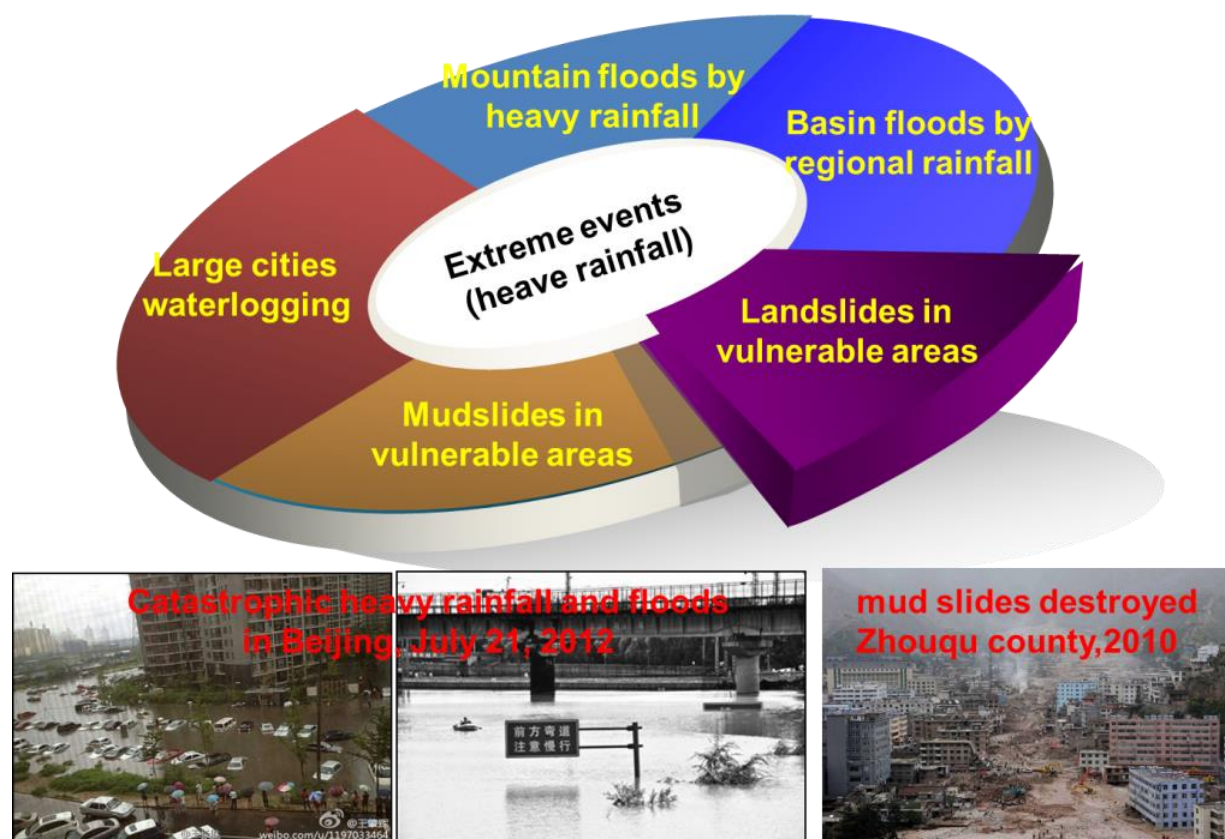 Mountain floods by
heavy rainfall
Basin floods by
regional rainfall
Extreme events
(heave rainfall)
Large cities
waterlogging
Landslides in
vulnerable areas
Mudslides in
vulnerable areas
Catastrophic heavy rainfall and floods
in Beijing, July 21, 2012
mud slides destroyed
Zhouqu county,2010
前方弯道
注意慢行
weibo.com/u/1197033464